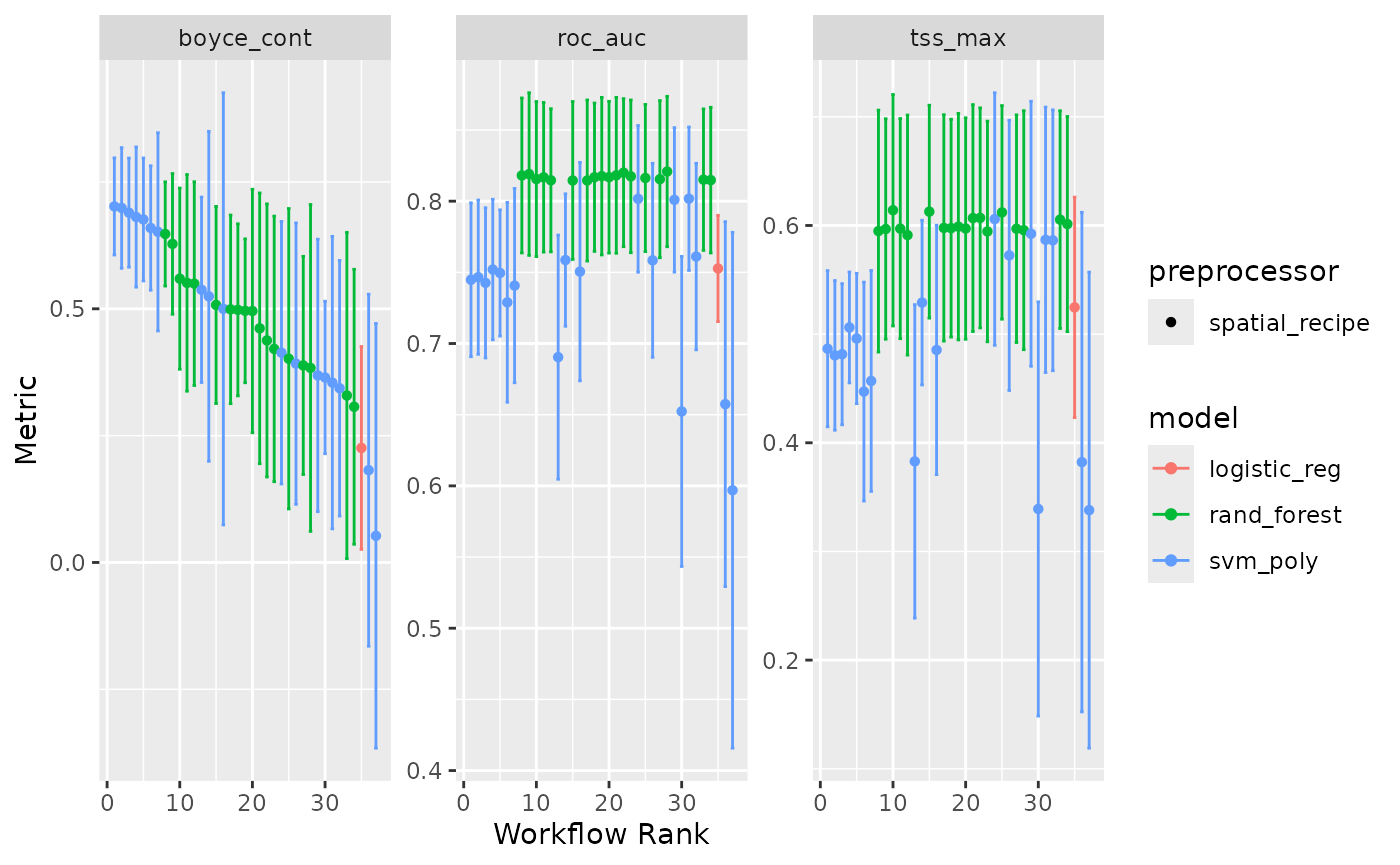 boyce_cont
roc_auc
tss_max
Metric
0.5
0.0
0.8
0.7
0.6
0.5
0.4
0.6
0.4
0.2
0 10 20 30
0 10 20 30
0 10 20 30
Workflow Rank
preprocessor
spatial_recipe
model
logistic_reg
rand_forest
svm_poly